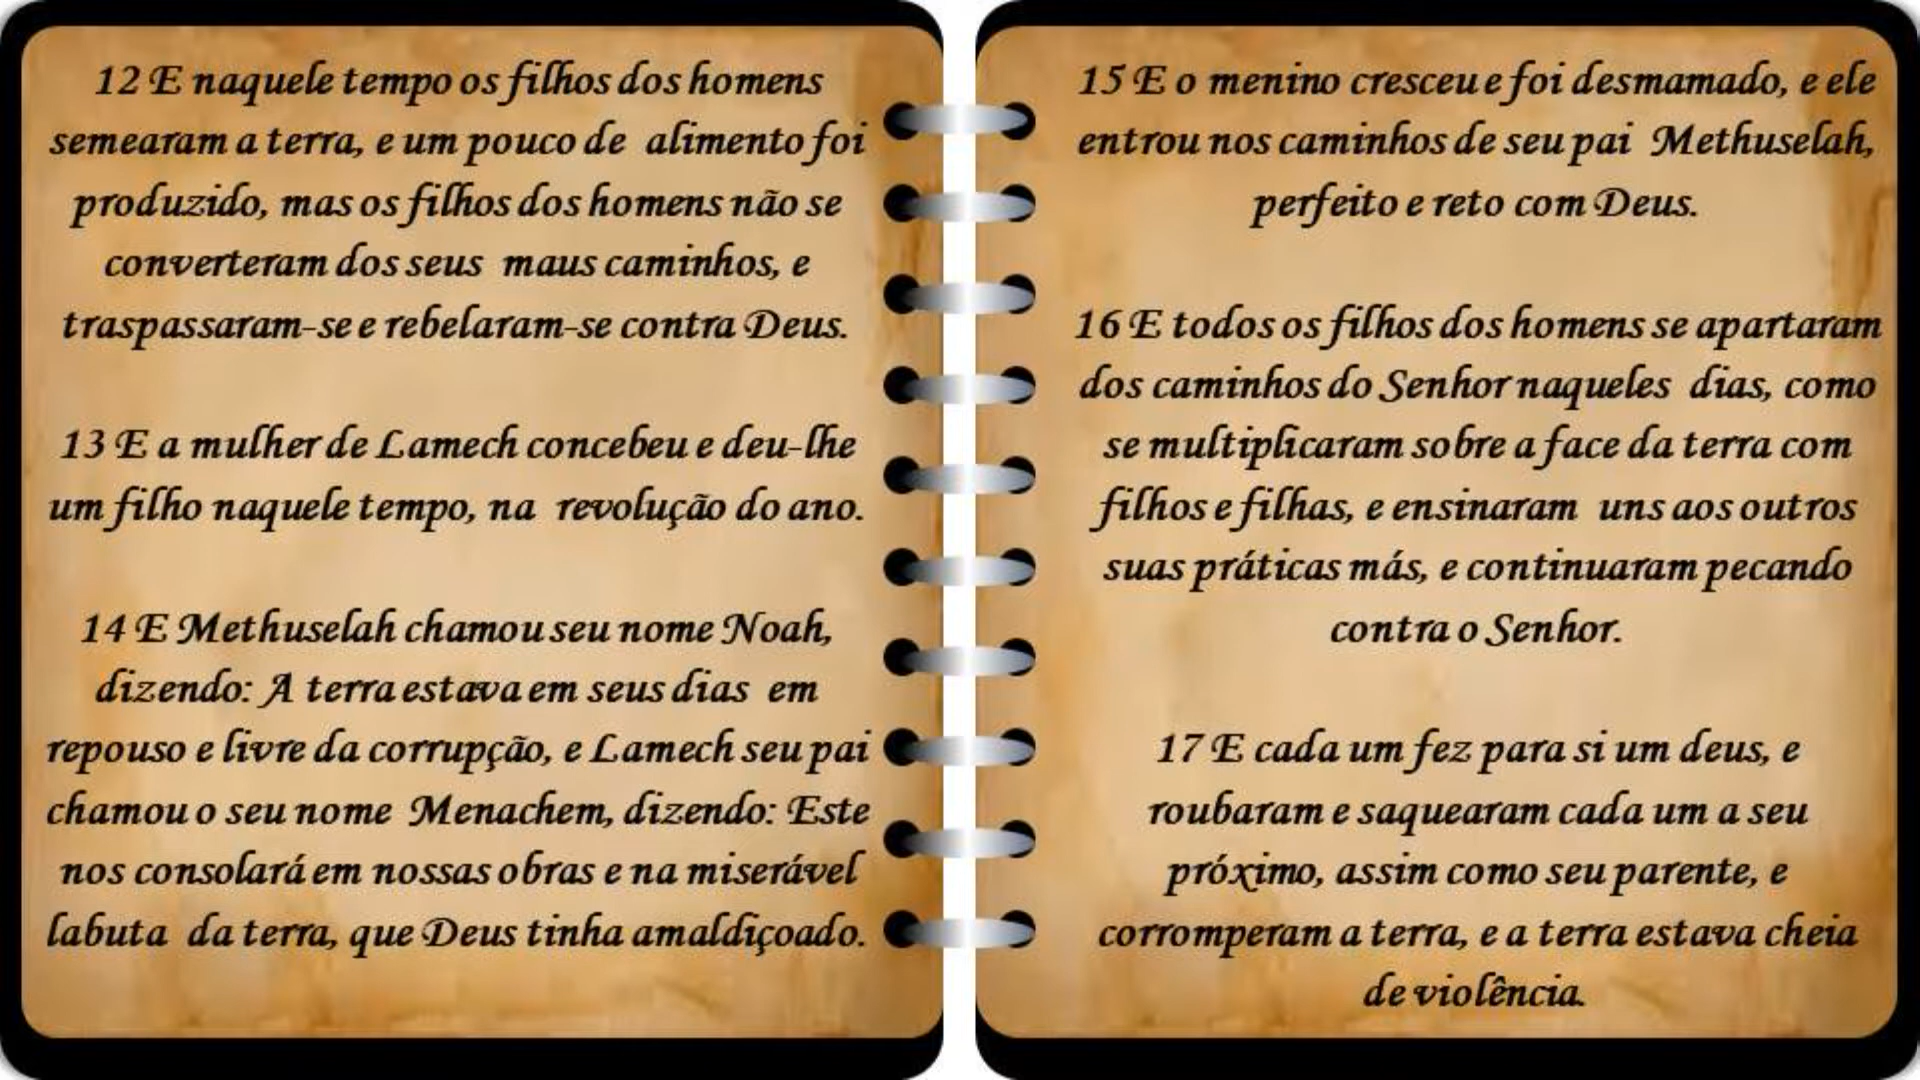 12 E naquele tempo os filhos dos homens
semearam a terra, e um pouco de alimento foi
produzido, mas os filhos dos homens não se
converteram dos seus maus caminhos, e
traspassaram-se e rebelaram-se contra Deus.
13 E a mulher de Lamech concebeu e deu-lhe
um filho naquele tempo, na revolução do ano.
14 E Methuselah chamou seu nome Noah,
dizendo: A terra estava em seus dias em
repouso e livre da corrupção, e Lamech seu pai
chamou o seu nome Menachem, dizendo: Este
nos consolará em nossas obras e na miserável
labuta da terra, que Deus tinha amaldiçoado.
15 E o menino cresceu e foi desmamado, e ele
entrou nos caminhos de seu pai Methuselah,
perfeito e reto com Deus.
16 E todos os filhos dos homens se apartaram
dos caminhos do Senhor naqueles dias, como
se multiplicaram sobre a face da terra com
filhos e filhas, e ensinaram uns aos outros
suas práticas más, e continuaram pecando
contra o Senhor.
17 E cada um fez para si um deus, e
roubaram e saquearam cada um a seu
próximo, assim como seu parente, e
corromperam a terra, e a terra estava cheia
de violência.